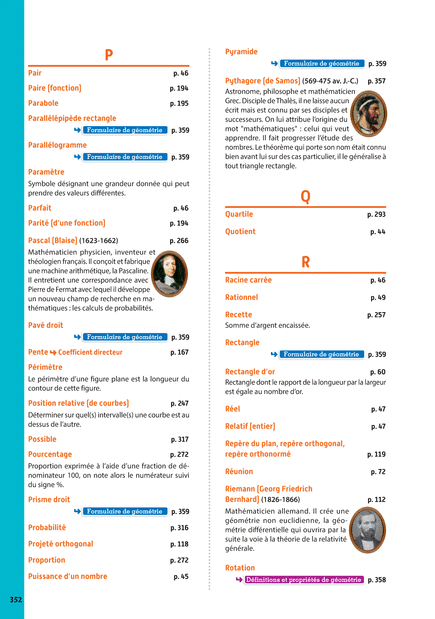 P
Pair p. 46
Paire [fonction] p. 194
Parabole p. 195
Parallélépipède rectangle
Formulaire de géométrie p. 359
Parallélogramme
Formulaire de géométrie p. 359
Paramètre
Symbole désignant une grandeur donnée qui peut
prendre des valeurs différentes.
Parfait p. 46
Parité [d'une fonction] p. 194
Pascal [Blaise] (1623-1662) p. 266
Mathématicien physicien, inventeur et
théologien français. Il conçoit et fabrique
une machine arithmétique, la Pascaline.
Il entretient une correspondance avec
Pierre de Fermat avec lequel il développe
un nouveau champ de recherche en ma-
thématiques : les calculs de probabilités.
Pavé droit
Formulaire de géométrie p. 359
Pente Coefficient directeur p. 167
Périmètre
Le périmètre d'une figure plane est la longueur du
contour de cette figure.
Position relative [de courbes] p. 247
Déterminer sur quel(s) intervalle(s) une courbe est au
dessus de l'autre.
Possible p. 317
Pourcentage p. 272
Proportion exprimée à l'aide d'une fraction de dé-
nominateur 100, on note alors le numérateur suivi
du signe %.
Prisme droit
Formulaire de géométrie p. 359
Probabilité p. 316
Projeté orthogonal p. 118
Proportion p. 272
Puissance d'un nombre p. 45
352
Pyramide
Formulaire de géométrie p. 359
Pythagore [de Samos] (569-475 av. J.-C.) p. 357
Astronome, philosophe et mathématicien
Grec. Disciple de Thalès, il ne laisse aucun
écrit mais est connu par ses disciples et
successeurs. On lui attribue l'origine du
mot "mathématiques" : celui qui veut
apprendre. Il fait progresser l'étude des
nombres. Le théorème qui porte son nom était connu
bien avant lui sur des cas particulier, il le généralise à
tout triangle rectangle.
Q
Quartile p. 293
Quotient p. 44
R
Racine carrée p. 46
Rationnel p. 49
Recette p. 257
Somme d'argent encaissée.
Rectangle
Formulaire de géométrie p. 359
Rectangle d'or p. 60
Rectangle dont le rapport de la longueur par la largeur
est égale au nombre d'or.
Réel p. 47
Relatif [entier] p. 47
Repère du plan, repère orthogonal,
repère orthonormé p. 119
Réunion p. 72
Riemann [Georg Friedrich
Bernhard] (1826-1866) p. 112
Mathématicien allemand. Il crée une
géométrie non euclidienne, la géo-
métrie différentielle qui ouvrira par la
suite la voie à la théorie de la relativité
générale.
Rotation
Définitions et propriétés de géométrie p. 358